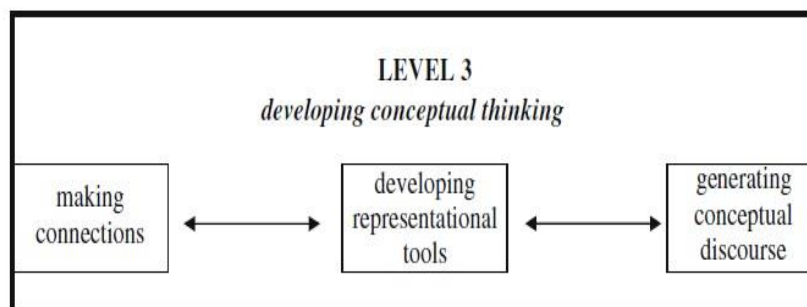 LEVEL 3
developing conceptual thinking
making
connections
developing
representational
tools
generating
conceptual
discourse